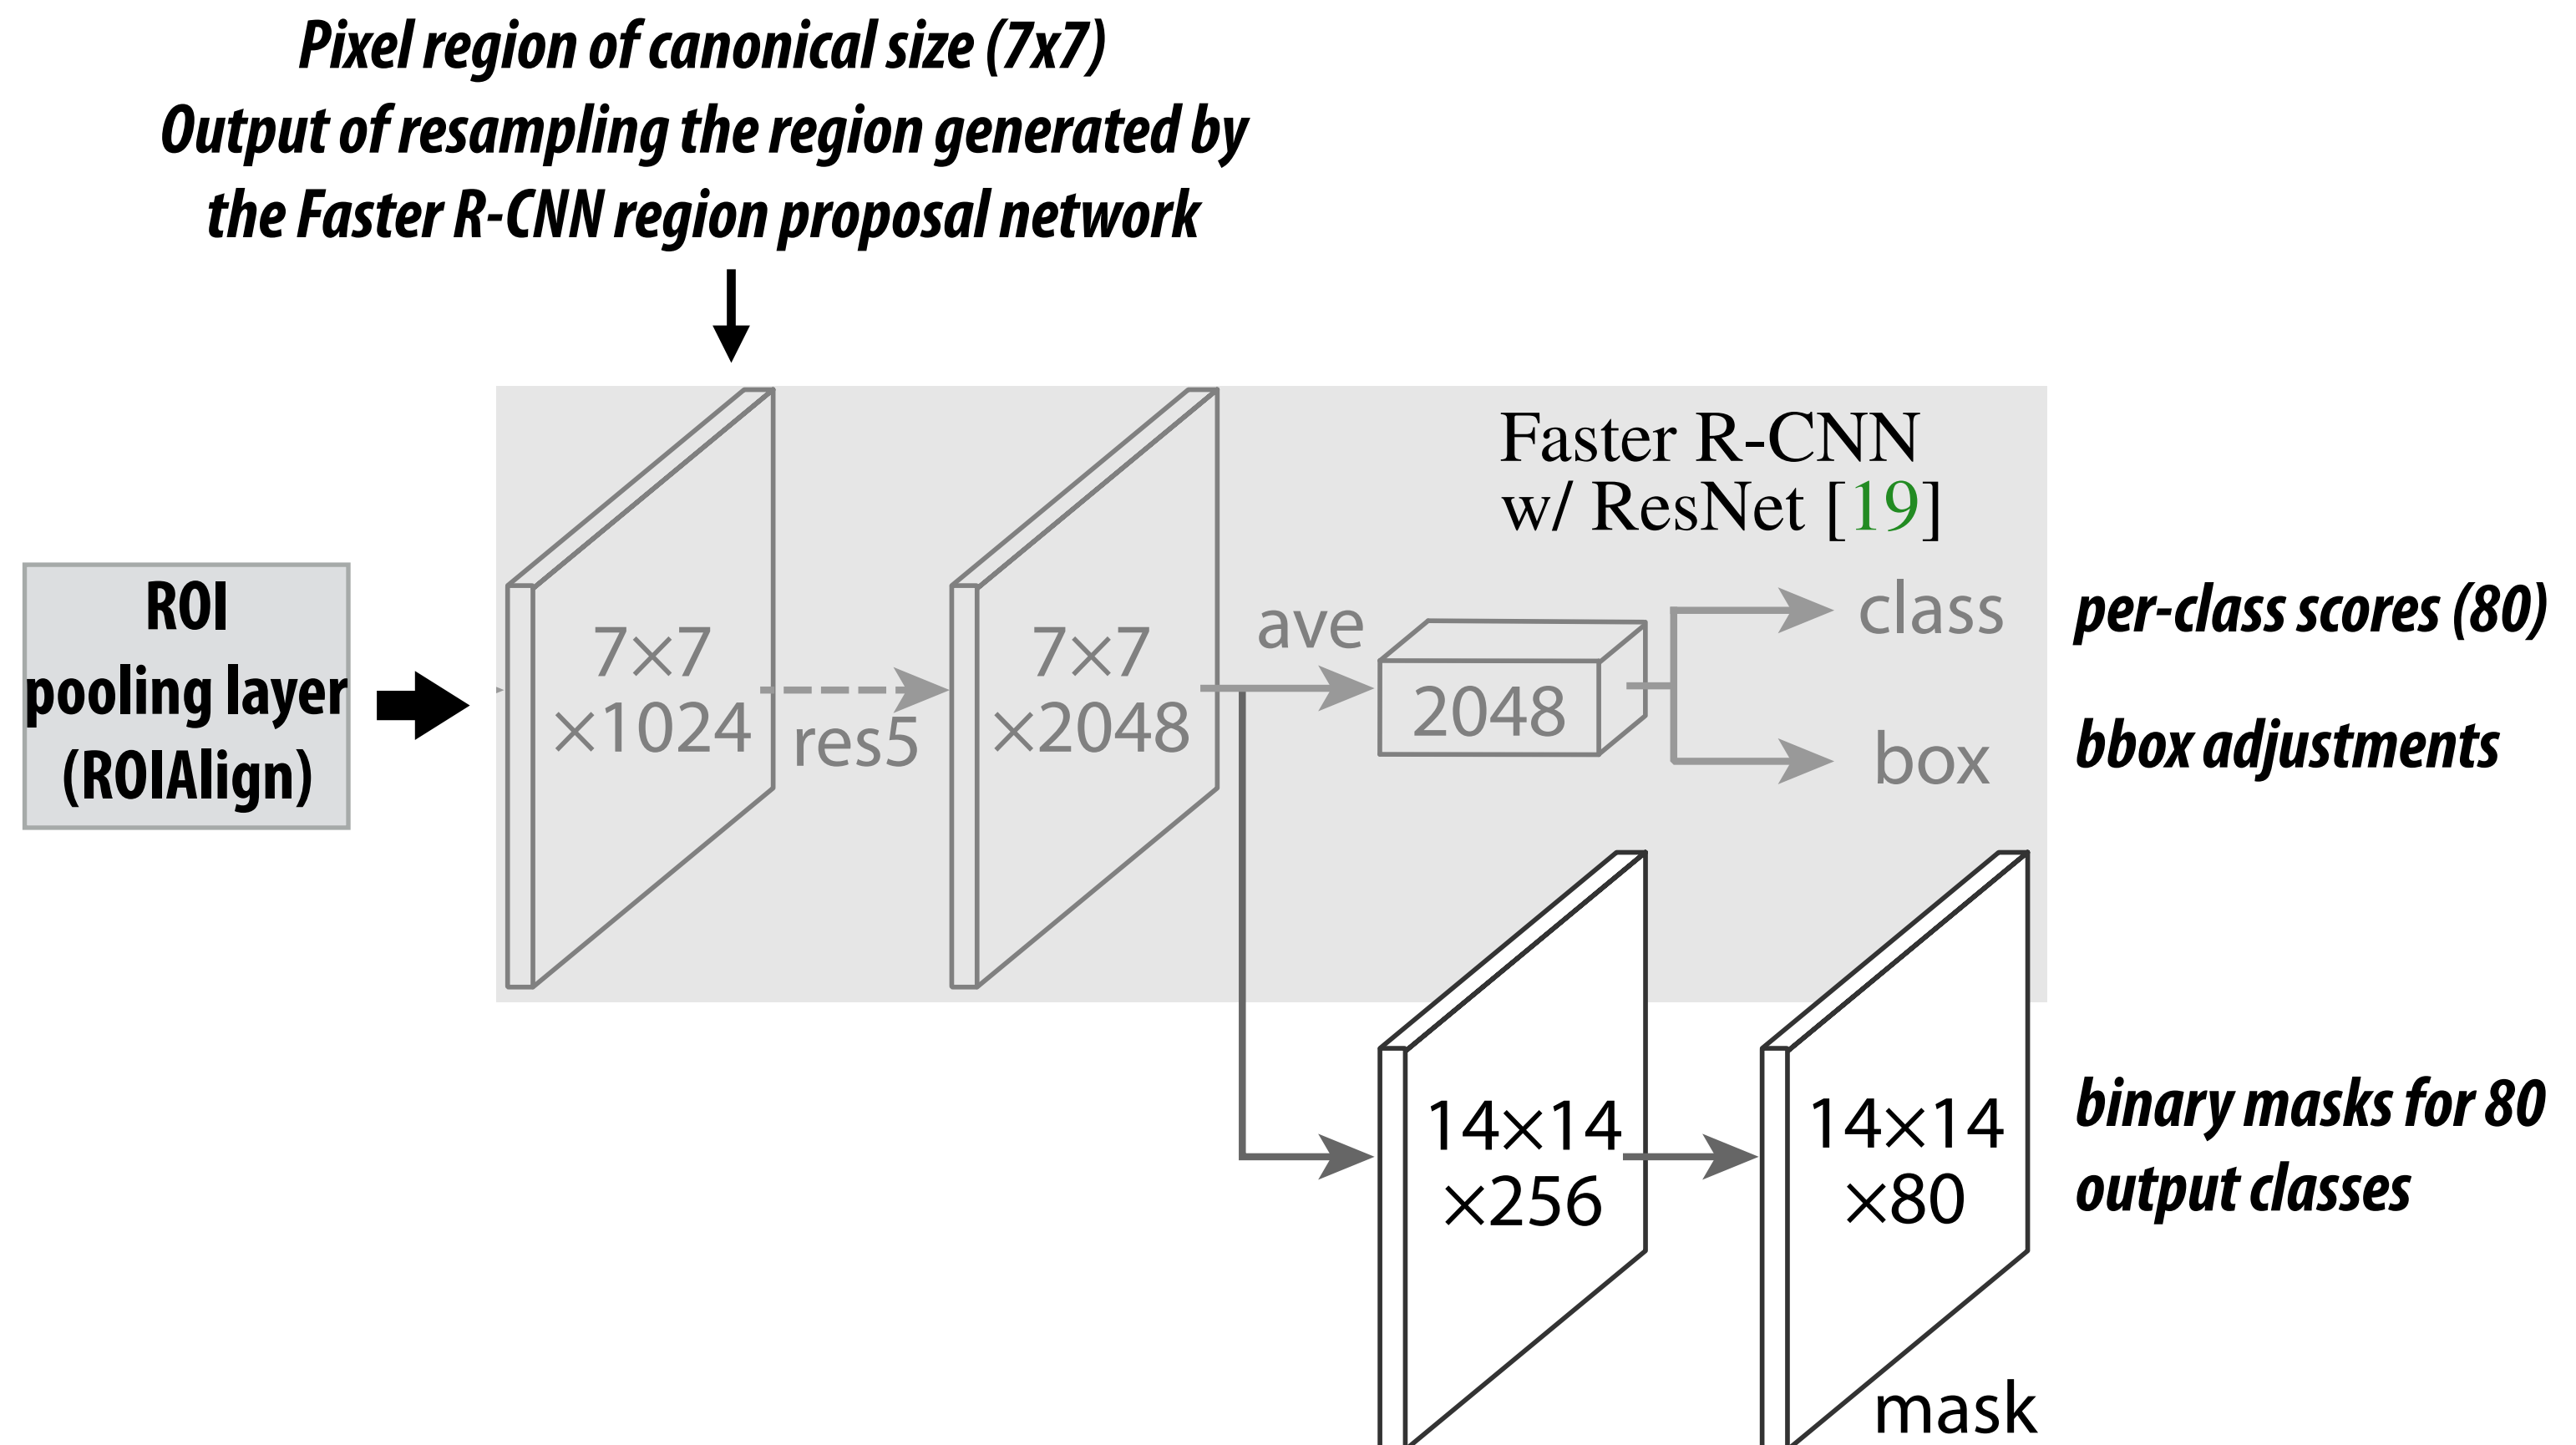 Pixel region of canonical size (7x7)
Output of resampling the region generated by
the Faster R-CNN region proposal network
Faster R-CNN
w/ ResNet [19]
ROI
pooling layer
(ROIAlign)
7×7
×1024
res5
7×7
×2048
ave
2048
class
box
per-class scores (80)
bbox adjustments
14×14
×256
14×14
×80
mask
binary masks for 80
output classes